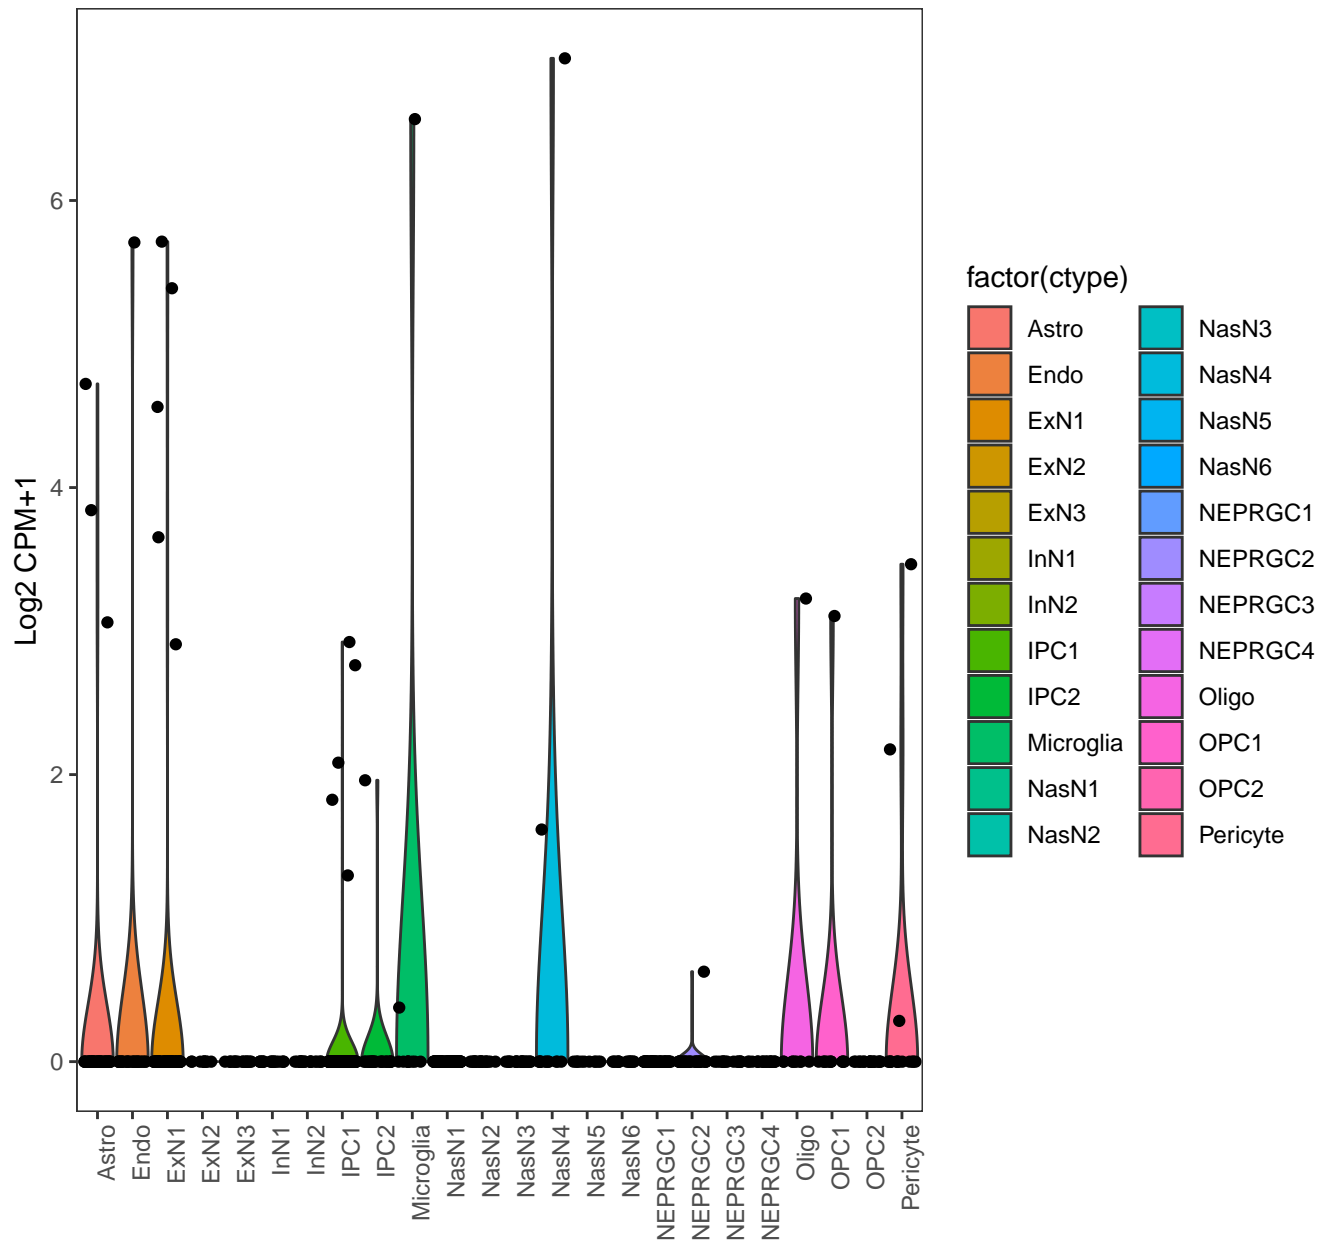 6
4
2
0
Log2 CPM+1
Astro
Endo
ExN1
ExN2
ExN3
InN1
InN2
IPC1
IPC2
Microglia
NasN1
NasN2
NasN3
NasN4
NasN5
NasN6
NEPRGC1
NEPRGC2
NEPRGC3
NEPRGC4
Oligo
OPC1
OPC2
Pericyte
factor(ctype)
Astro
Endo
ExN1
ExN2
ExN3
InN1
InN2
IPC1
IPC2
Microglia
NasN1
NasN2
NasN3
NasN4
NasN5
NasN6
NEPRGC1
NEPRGC2
NEPRGC3
NEPRGC4
Oligo
OPC1
OPC2
Pericyte